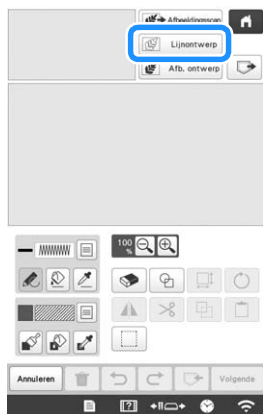 Afbeeldingsscan
Lijnontwerp
Afb. ontwerp
100
%
Annuleren
Volgende